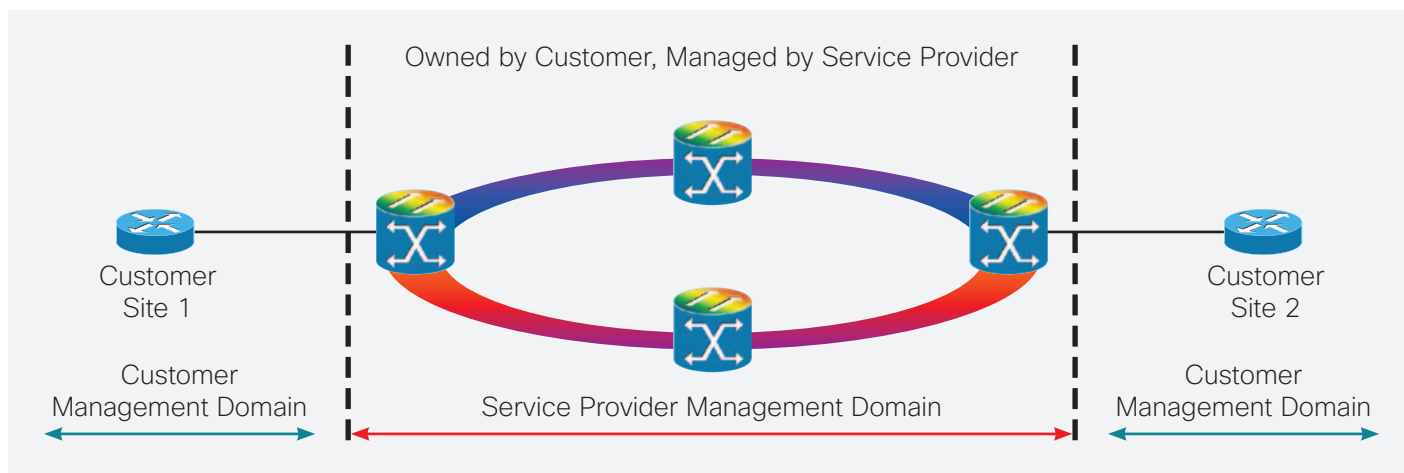 Owned by Customer, Managed by Service Provider
Customer
Site 1
Customer
Site 2
Customer
Management Domain
Service Provider Management Domain
Customer
Management Domain